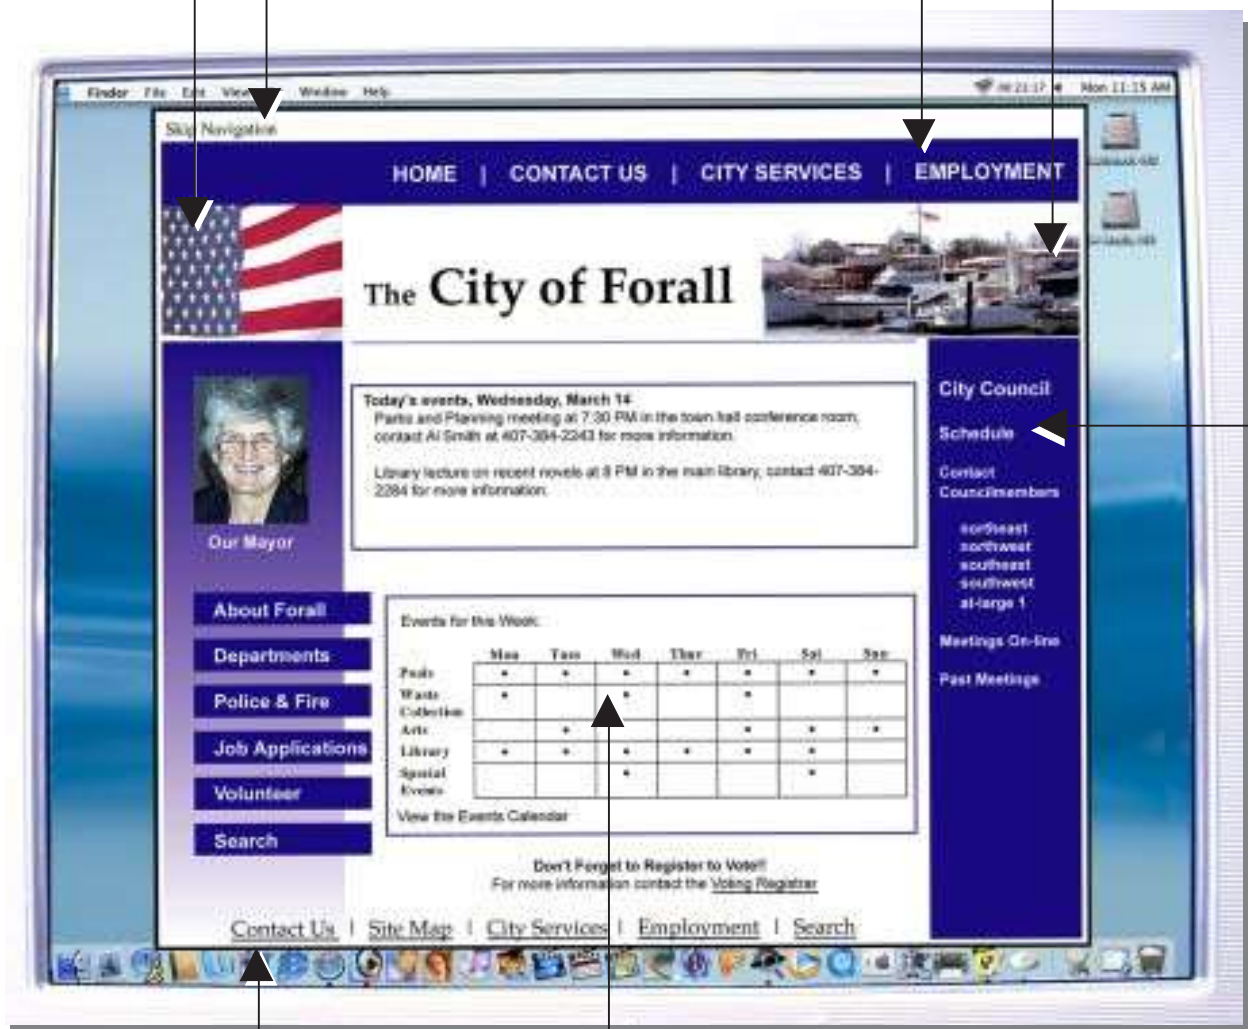 Finder File Edit View Window Help
Mon 11:15 AM
Skip Navigation
HOME | CONTACT US | CITY SERVICES | EMPLOYMENT
The City of Forall
Our Mayor
About Forall
Departments
Police & Fire
Job Applications
Volunteer
Search
Today's events, Wednesday, March 14
Parks and Planning meeting at 7:30 PM in the town hall conference room,
contact Al Smith at 407-384-2243 for more information.
Library lecture on recent novels at 8 PM in the main library, contact 407-384-
2284 for more information.
Events for this Week:
Mon Tues Wed Thur Fri Sat Sun
Pools • • • • • • •
Waste • • •
Collection
Arts • • • •
Library • • • • • •
Special • •
Events
View the Events Calendar
Don't Forget to Register to Vote!!
For more information contact the Voting Registrar
City Council
Schedule
Contact
Councilmembers
northeast
northwest
southeast
southwest
at-large 1
Meetings On-line
Past Meetings
Contact Us | Site Map | City Services | Employment | Search